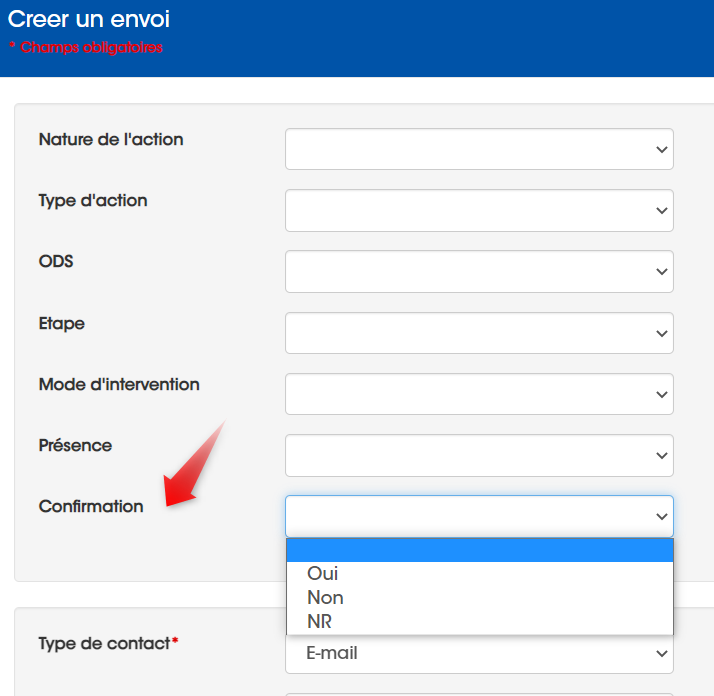 Creer un envoi
* Champs obligatoires
Nature de l'action
Type d'action
ODS
Etape
Mode d'intervention
Présence
Confirmation
Oui
Non
NR
Type de contact*
E-mail